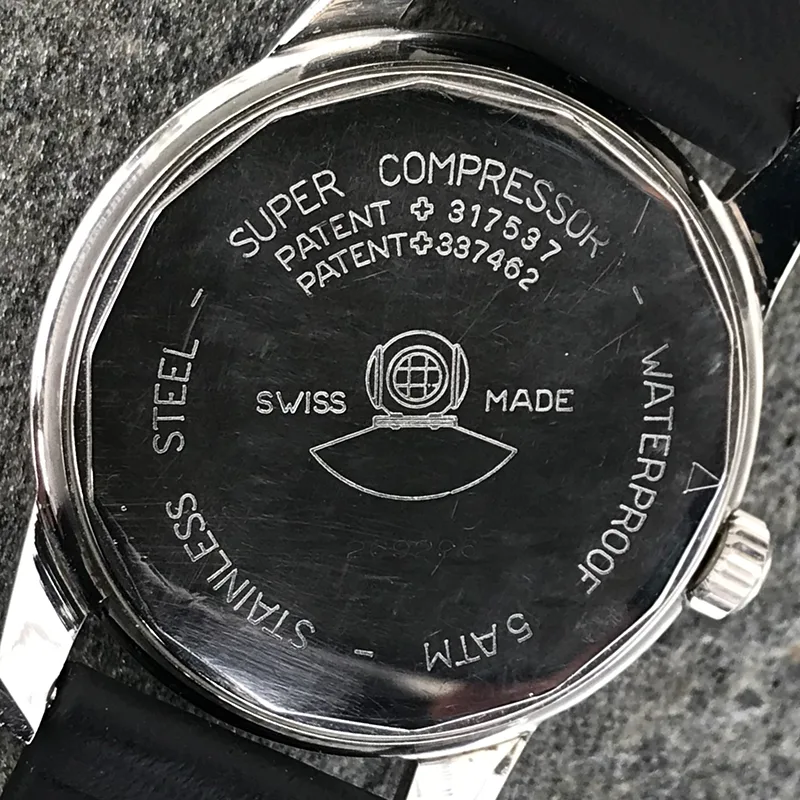 SUPER COMPRESSOR
PATENT + 317537
PATENT + 337462
SWISS MADE
- WATERPROOF
5 ATM -
STAINLESS STEEL -